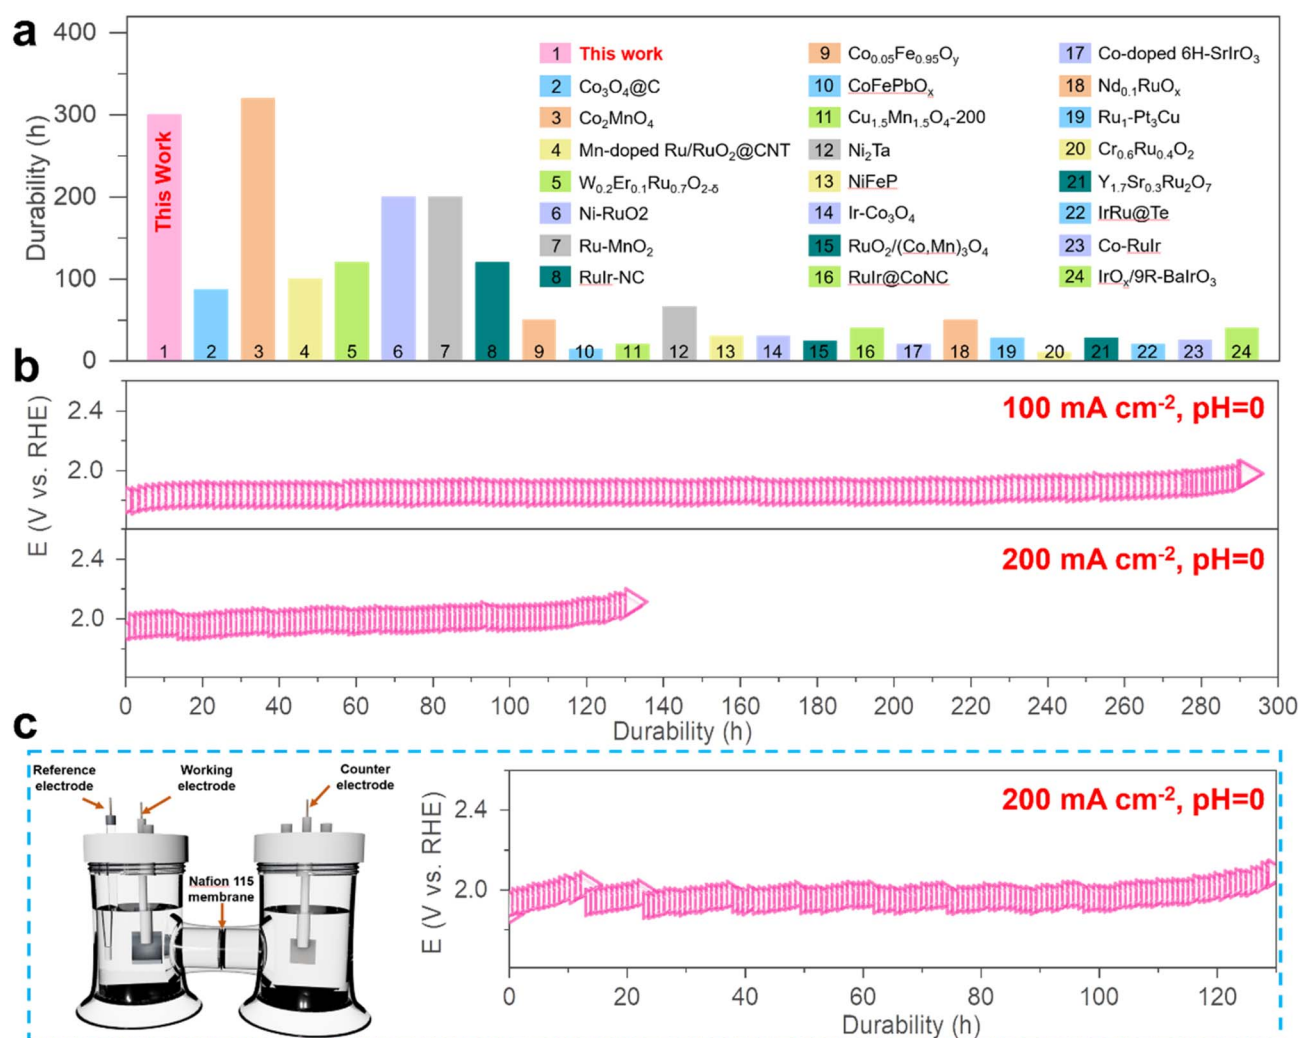 a
400
300
200
100
0
Durability (h)
This Work
1 This work
2 Co₃O₄@C
3 Co₂MnO₄
4 Mn-doped Ru/RuO₂@CNT
5 W₀.₂Er₀.₁Ru₀.₇O₂₋δ
6 Ni-RuO2
7 Ru-MnO₂
8 RuIr-NC
9 Co₀.₀₅Fe₀.₉₅Oy
10 CoFePbOₓ
11 Cu₁.₅Mn₁.₅O₄-200
12 Ni₂Ta
13 NiFeP
14 Ir-Co₃O₄
15 RuO₂/(Co,Mn)₃O₄
16 RuIr@CoNC
17 Co-doped 6H-SrIrO₃
18 Nd₀.₁RuOₓ
19 Ru₁-Pt₃Cu
20 Cr₀.₆Ru₀.₄O₂
21 Y₁.₇Sr₀.₃Ru₂O₇
22 IrRu@Te
23 Co-RuIr
24 IrOₓ/9R-BaIrO₃
1 2 3 4 5 6 7 8 9 10 11 12 13 14 15 16 17 18 19 20 21 22 23 24
b
E (V vs. RHE)
2.4
2.0
100 mA cm⁻², pH=0
2.4
2.0
200 mA cm⁻², pH=0
0 20 40 60 80 100 120 140 160 180 200 220 240 260 280 300
Durability (h)
c
Reference
electrode
Working
electrode
Counter
electrode
Nafion 115
membrane
E (V vs. RHE)
2.4
2.0
200 mA cm⁻², pH=0
0 20 40 60 80 100 120
Durability (h)